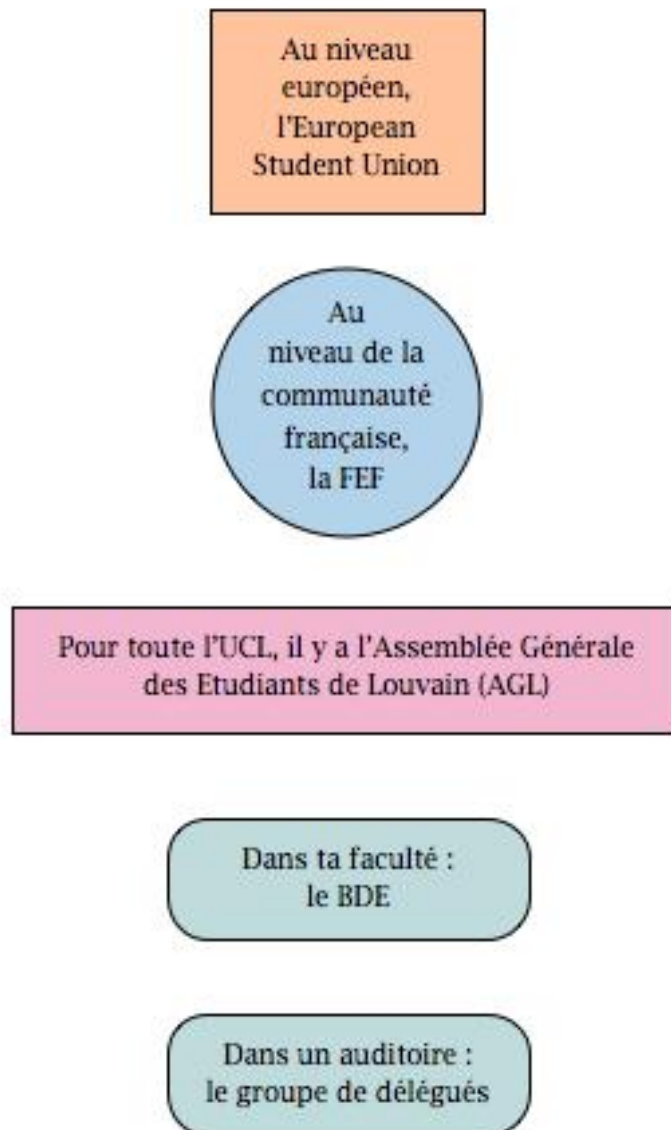 Au niveau
européen,
l'European
Student Union
Au
niveau de la
communauté
française,
la FEF
Pour toute l'UCL, il y a l'Assemblée Générale
des Etudiants de Louvain (AGL)
Dans ta faculté :
le BDE
Dans un auditoire :
le groupe de délégués